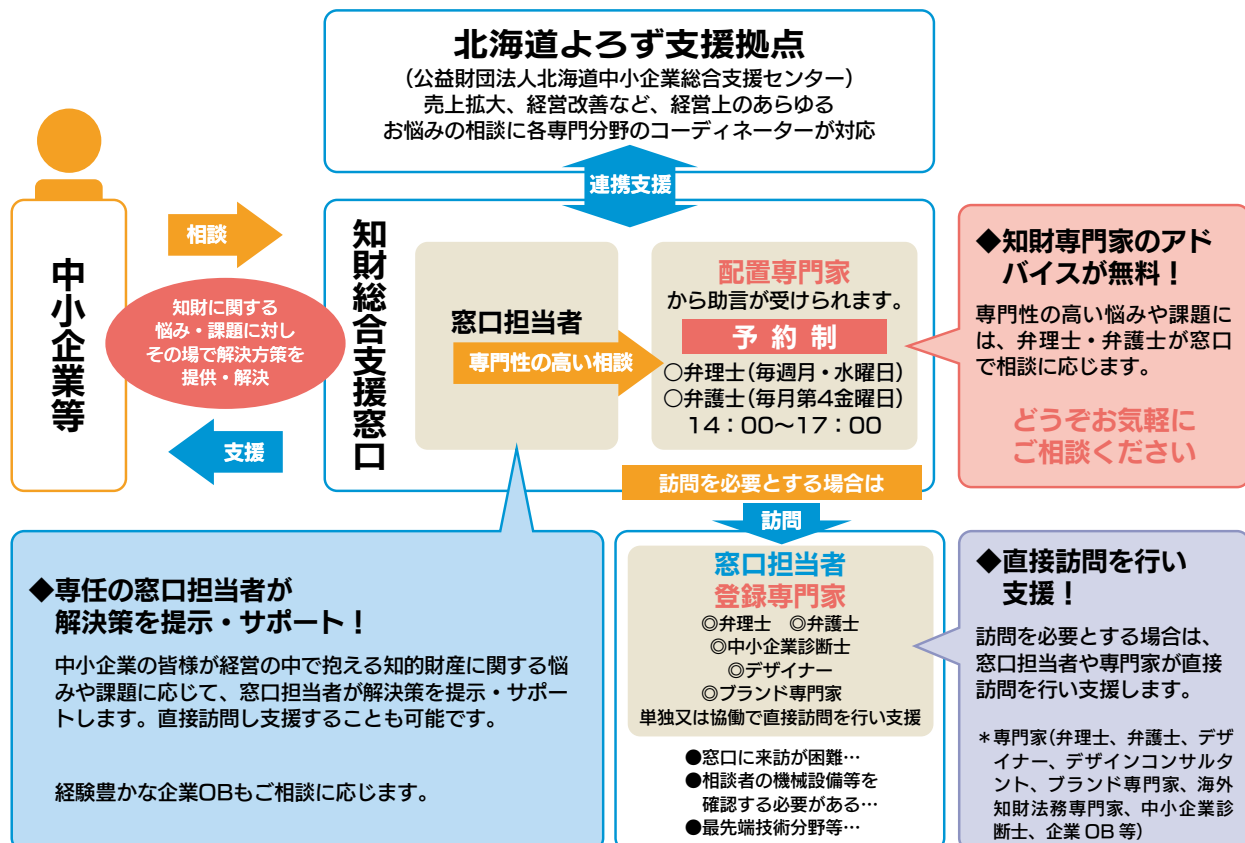 北海道よろず支援拠点
（公益財団法人北海道中小企業総合支援センター）
売上拡大、経営改善など、経営上のあらゆる
お悩みの相談に各専門分野のコーディネーターが対応
連携支援
中小企業等
相談
知財に関する
悩み・課題に対し
その場で解決方策を
提供・解決
支援
知財総合支援窓口
窓口担当者
専門性の高い相談
配置専門家
から助言が受けられます。
予約制
○弁理士（毎週月・水曜日）
○弁護士（毎月第4金曜日）
14：00〜17：00
◆知財専門家のアド
バイスが無料！
専門性の高い悩みや課題に
は、弁理士・弁護士が窓口
で相談に応じます。
どうぞお気軽に
ご相談ください
訪問を必要とする場合は
訪問
◆専任の窓口担当者が
解決策を提示・サポート！
中小企業の皆様が経営の中で抱える知的財産に関する悩
みや課題に応じて、窓口担当者が解決策を提示・サポー
トします。直接訪問し支援することも可能です。
経験豊かな企業OBもご相談に応じます。
窓口担当者
登録専門家
◎弁理士　◎弁護士
◎中小企業診断士
◎デザイナー
◎ブランド専門家
単独又は協働で直接訪問を行い支援
●窓口に来訪が困難…
●相談者の機械設備等を
確認する必要がある…
●最先端技術分野等…
◆直接訪問を行い
支援！
訪問を必要とする場合は、
窓口担当者や専門家が直接
訪問を行い支援します。
＊専門家（弁理士、弁護士、デザ
イナー、デザインコンサルタ
ント、ブランド専門家、海外
知財法務専門家、中小企業診
断士、企業OB等）